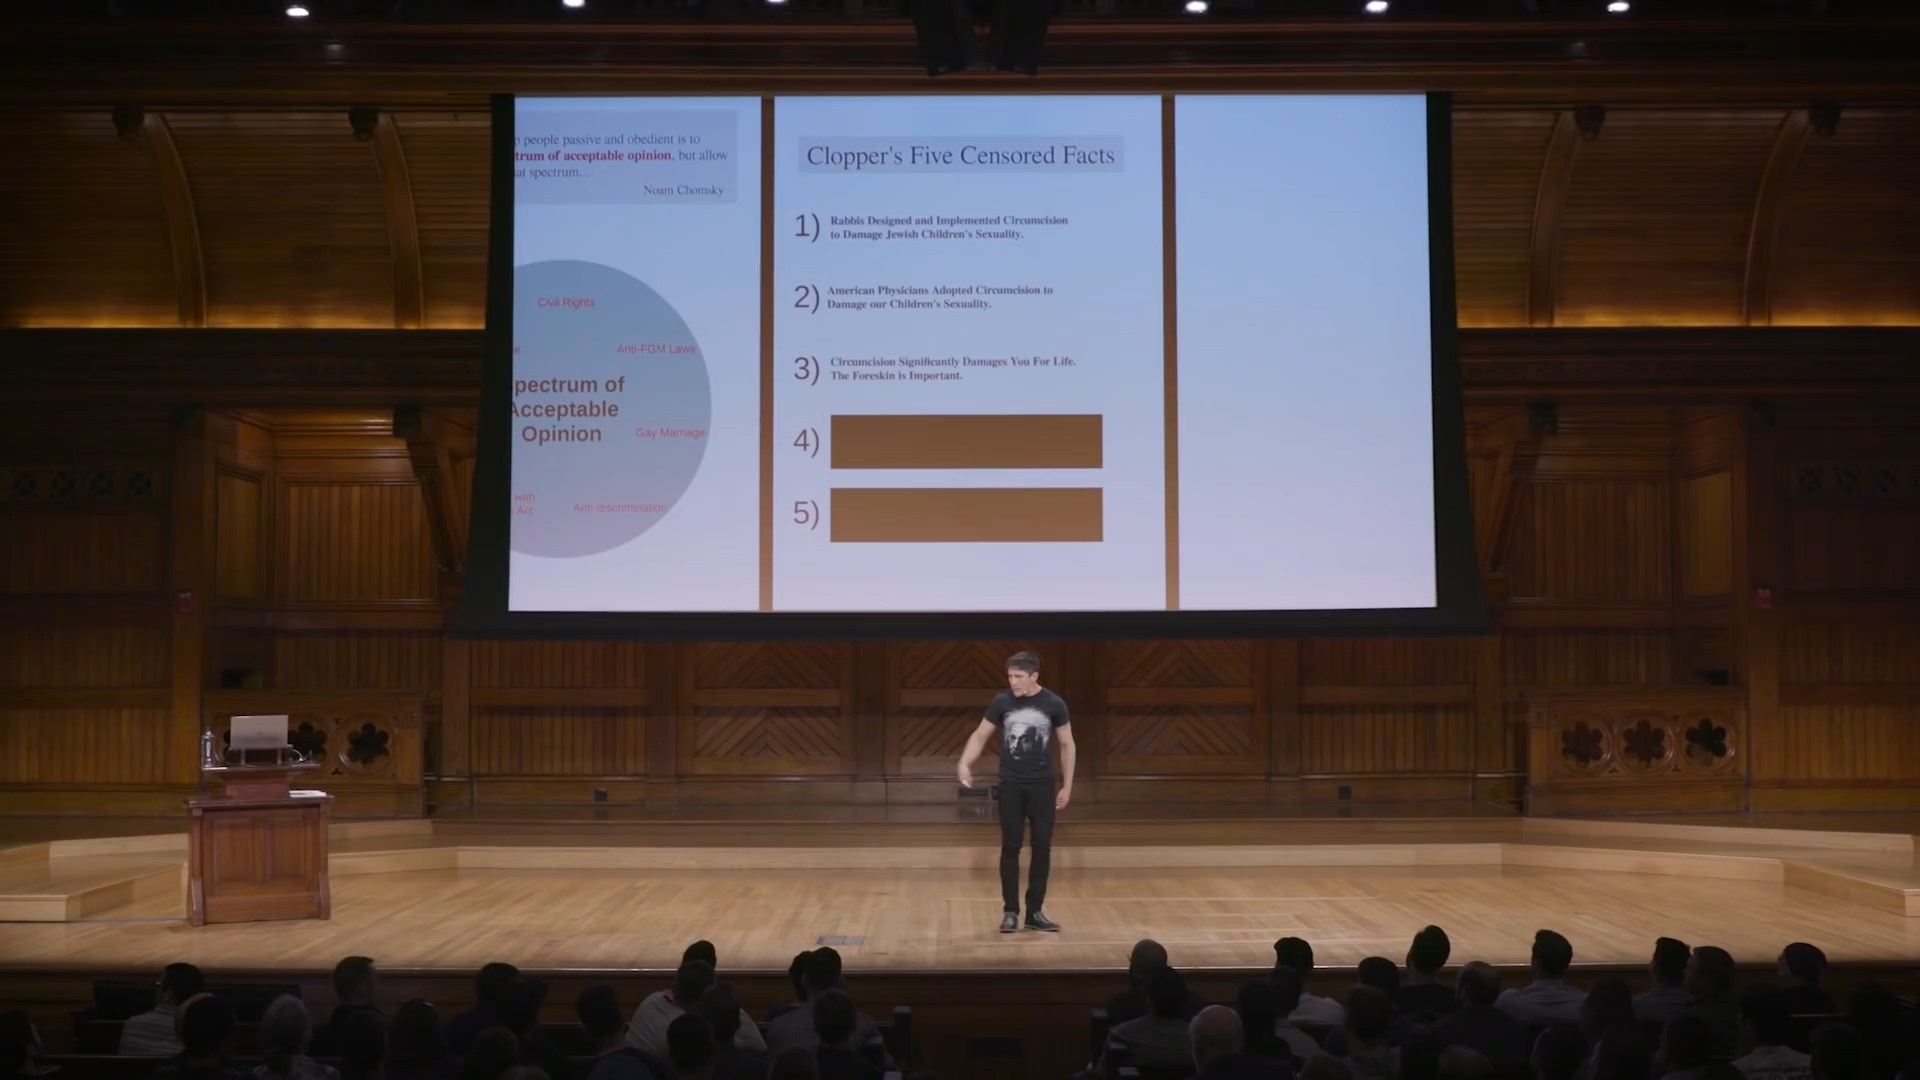 people passive and obedient is to
trum of acceptable opinion, but allow
at spectrum...
Noam Chomsky
Civil Rights
Anti-FGM Laws
pectrum of
Acceptable
Opinion
Gay Marriage
with
Act
Anti-discrimination
Clopper's Five Censored Facts
1) Rabbis Designed and Implemented Circumcision
to Damage Jewish Children's Sexuality.
2) American Physicians Adopted Circumcision to
Damage our Children's Sexuality.
3) Circumcision Significantly Damages You For Life.
The Foreskin is Important.
4)
5)